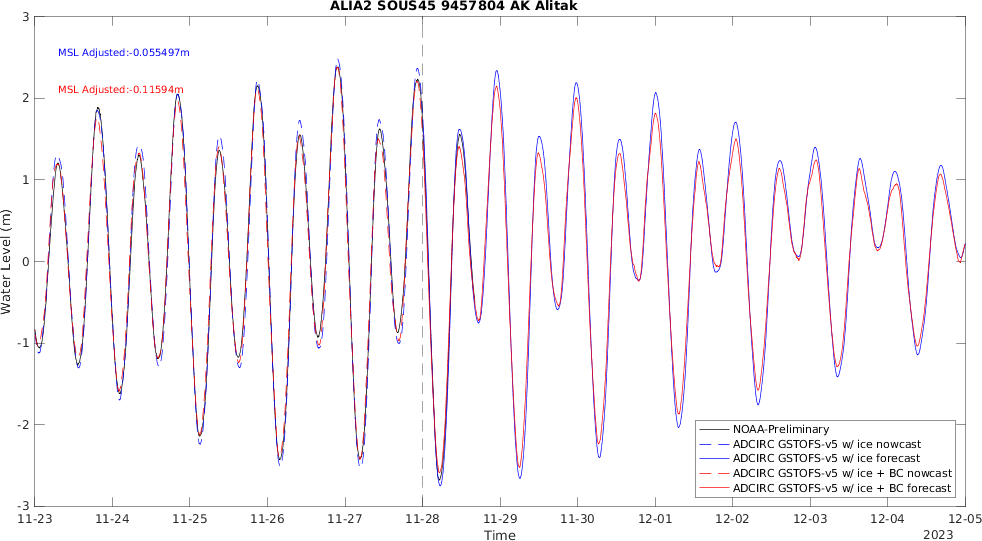 ALIA2 SOUS45 9457804 AK Alitak
3
2
1
0
-1
-2
-3
Water Level (m)
MSL Adjusted:-0.055497m
MSL Adjusted:-0.11594m
NOAA-Preliminary
ADCIRC GSTOFS-v5 w/ ice nowcast
ADCIRC GSTOFS-v5 w/ ice forecast
ADCIRC GSTOFS-v5 w/ ice + BC nowcast
ADCIRC GSTOFS-v5 w/ ice + BC forecast
11-23 11-24 11-25 11-26 11-27 11-28 11-29 11-30 12-01 12-02 12-03 12-04 12-05
Time
2023